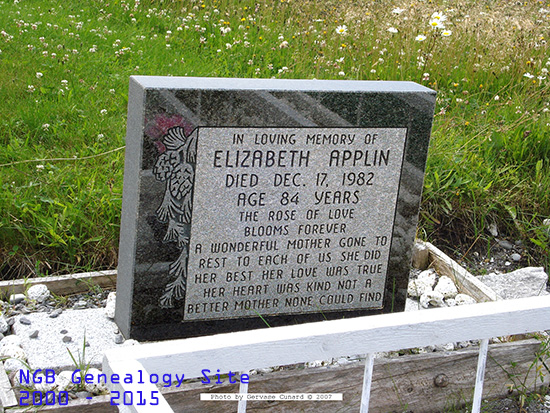 IN LOVING MEMORY OF
ELIZABETH APPLIN
DIED DEC. 17, 1982
AGE 84 YEARS
THE ROSE OF LOVE
BLOOMS FOREVER
A WONDERFUL MOTHER GONE TO
REST TO EACH OF US SHE DID
HER BEST HER LOVE WAS TRUE
HER HEART WAS KIND NOT A
BETTER MOTHER NONE COULD FIND
NGB Genealogy Site
2000 - 2015
Photo by Gervase Cunard © 2007